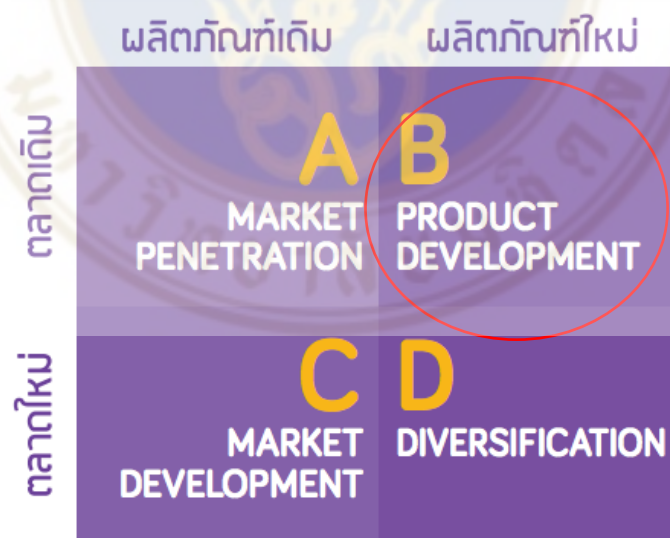 ผลิตภัณฑ์เดิม
ผลิตภัณฑ์ใหม่
ตลาดเดิม
A
MARKET
PENETRATION
B
PRODUCT
DEVELOPMENT
ตลาดใหม่
C
MARKET
DEVELOPMENT
D
DIVERSIFICATION